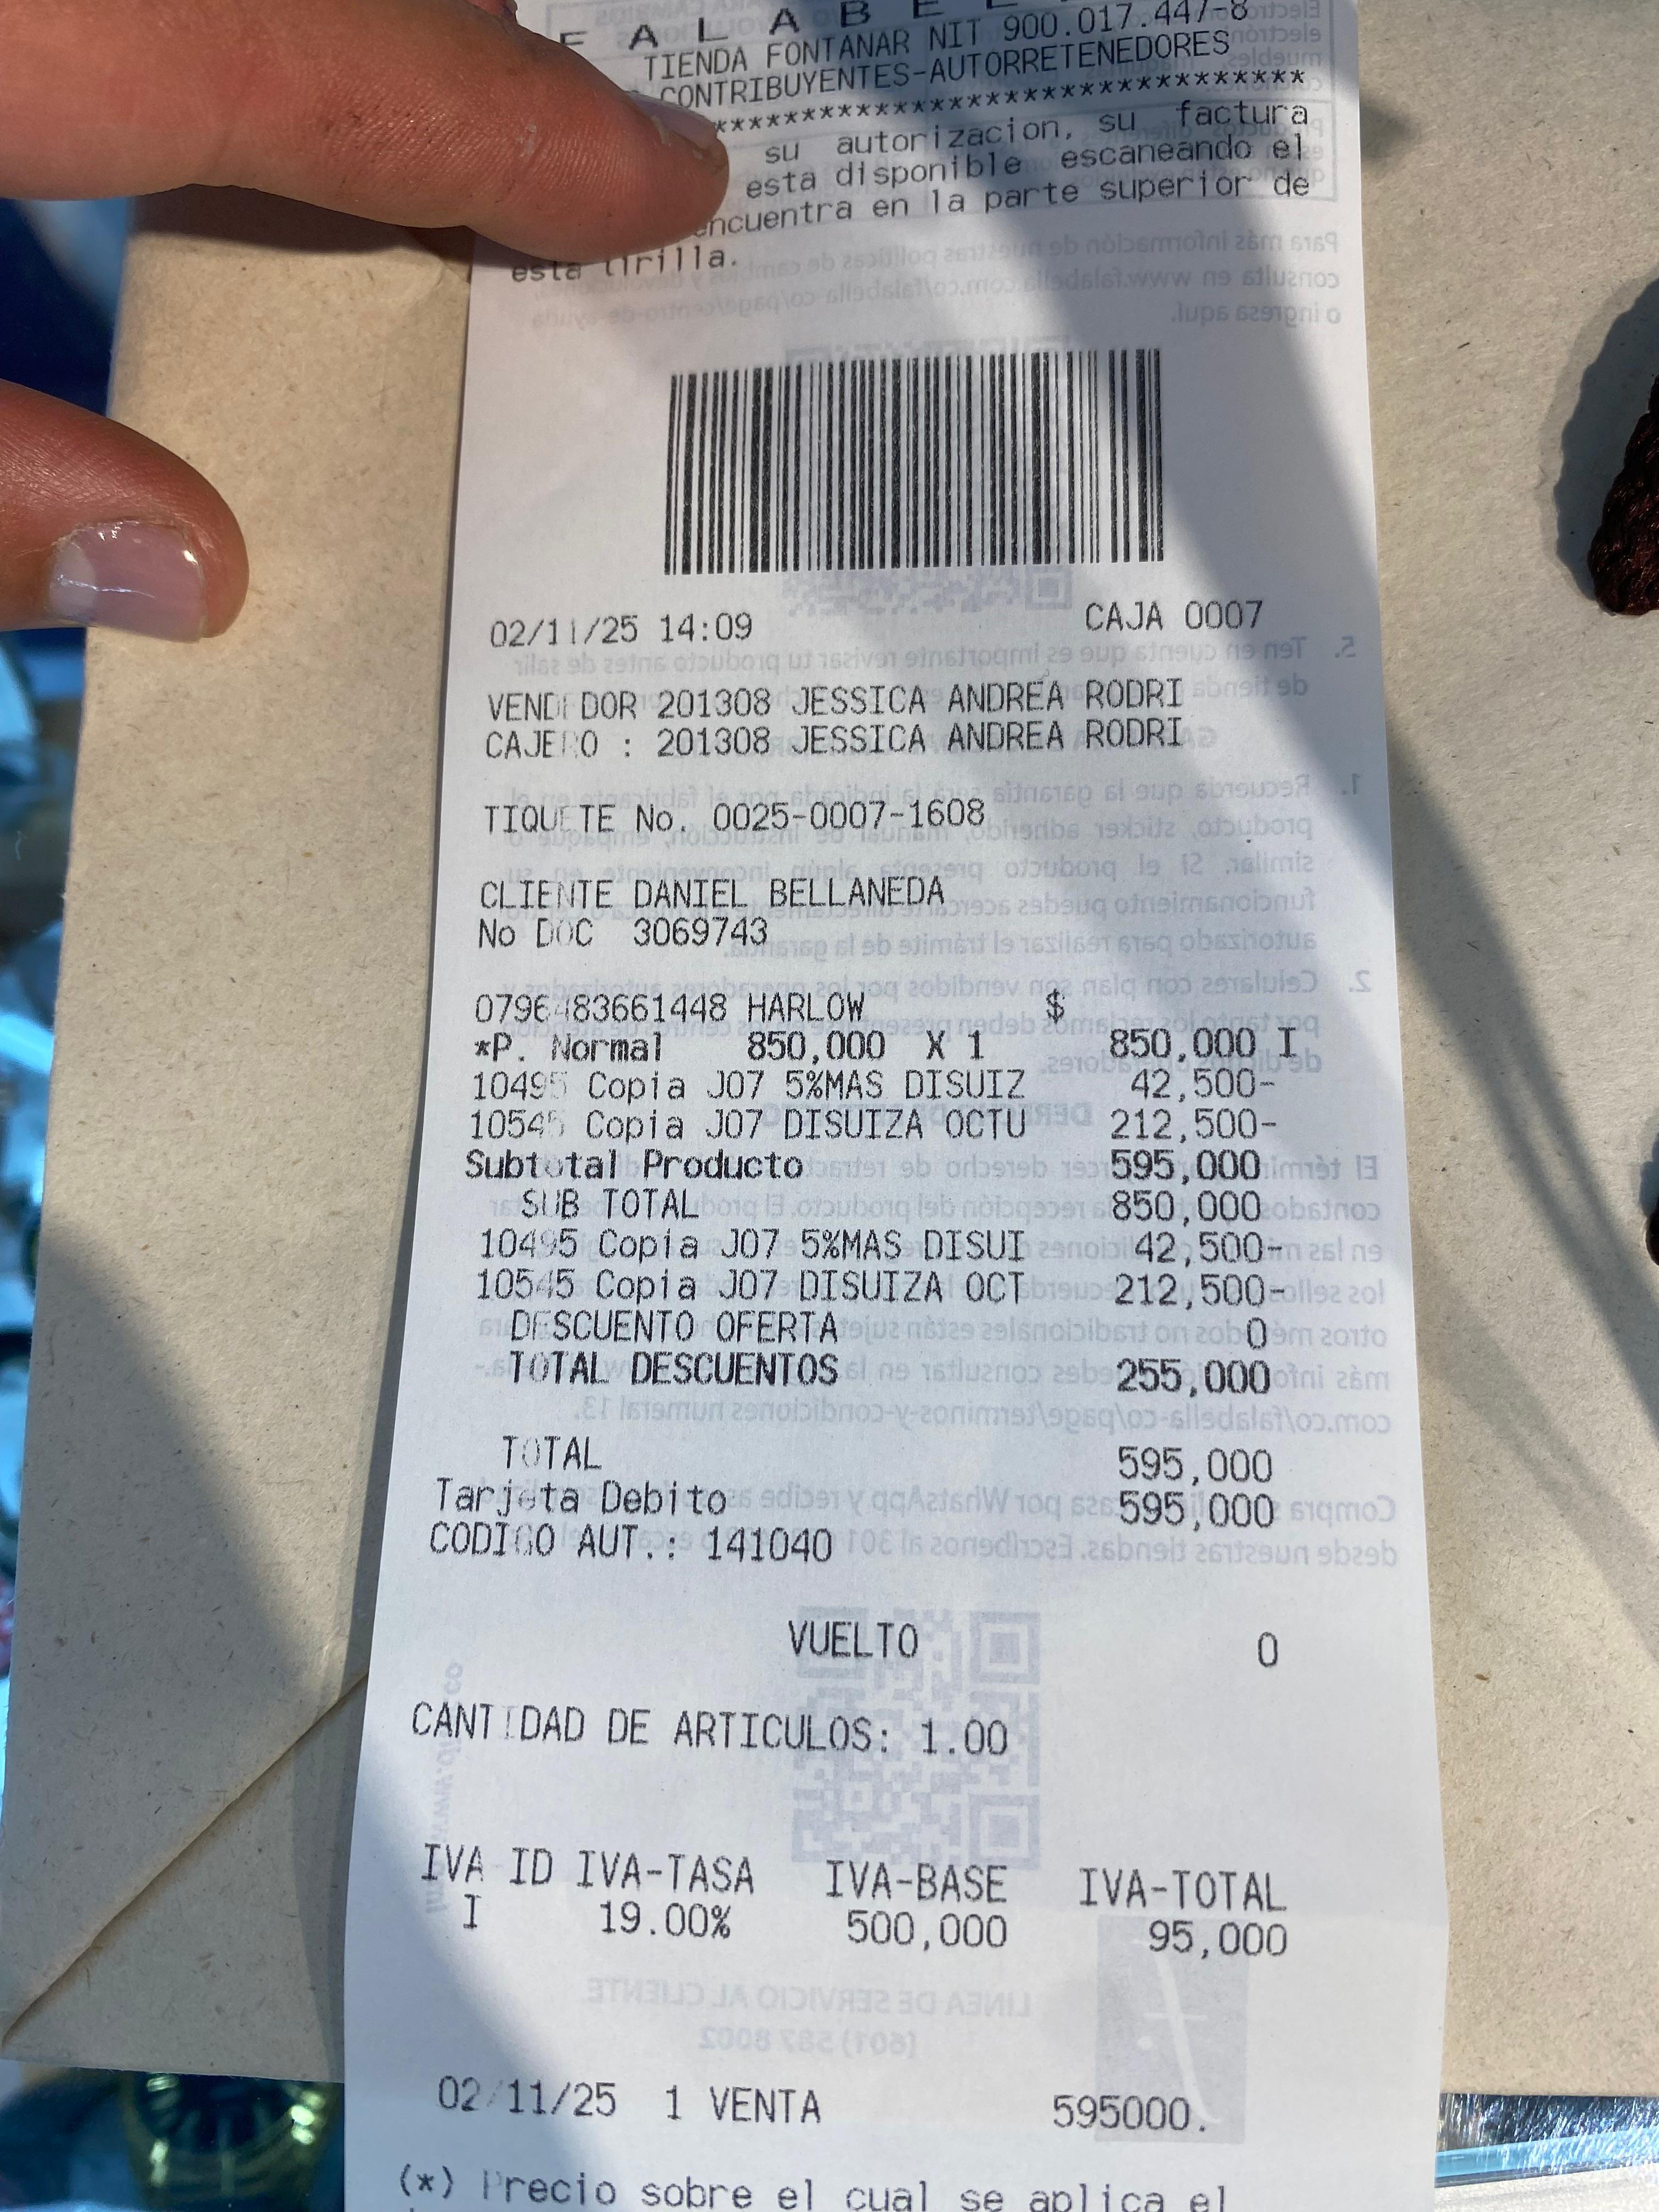 F A L A B E L
TIENDA FONTANAR NIT 900.017.447-8
CONTRIBUYENTES-AUTORRETENEDORES
****************************
su autorizacion, su factura
esta disponible escaneando el
encuentra en la parte superior de
esta tirilla.
02/11/25 14:09 CAJA 0007
VENDEDOR 201308 JESSICA ANDREA RODRI
CAJERO : 201308 JESSICA ANDREA RODRI
TIQUETE No. 0025-0007-1608
CLIENTE DANIEL BELLANEDA
No DOC 3069743
0796483661448 HARLOW $
*P. Normal 850,000 X 1 850,000 I
10495 Copia J07 5%MAS DISUIZ 42,500-
10545 Copia J07 DISUIZA OCTU 212,500-
Subtotal Producto 595,000
SUB TOTAL 850,000
10495 Copia J07 5%MAS DISUI 42,500-
10545 Copia J07 DISUIZA OCT 212,500-
DESCUENTO OFERTA 0
TOTAL DESCUENTOS 255,000
TOTAL 595,000
Tarjeta Debito 595,000
CODIGO AUT.: 141040
VUELTO 0
CANTIDAD DE ARTICULOS: 1.00
IVA ID IVA-TASA IVA-BASE IVA-TOTAL
I 19.00% 500,000 95,000
02/11/25 1 VENTA 595000.
(*) Precio sobre el cual se aplica el